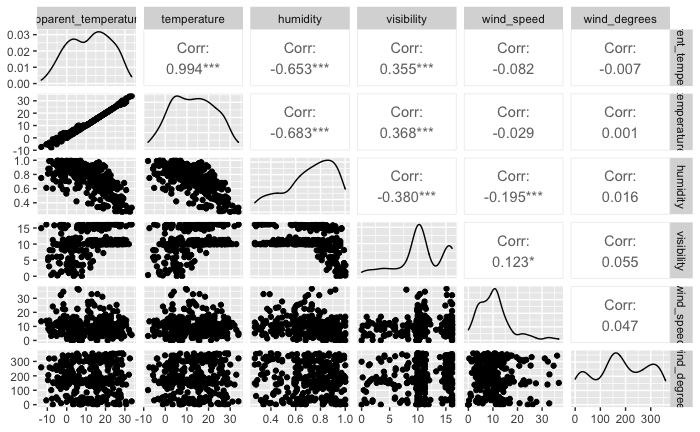 pparent_temperatur temperature humidity visibility wind_speed wind_degrees
0.03
0.02
0.01
0.00
Corr:
0.994***
Corr:
-0.653***
Corr:
0.355***
Corr:
-0.082
Corr:
-0.007
ent_tempe
30
20
10
0
-10
Corr:
-0.683***
Corr:
0.368***
Corr:
-0.029
Corr:
0.001
emperature
1.0
0.8
0.6
0.4
Corr:
-0.380***
Corr:
-0.195***
Corr:
0.016
humidity
15
10
5
0
Corr:
0.123*
Corr:
0.055
visibility
30
20
10
0
Corr:
0.047
wind_speed
300
200
100
0
ind_degree
-10 0 10 20 30 -10 0 10 20 30 0.4 0.6 0.8 1.0 0 5 10 15 0 10 20 30 0 100 200 300